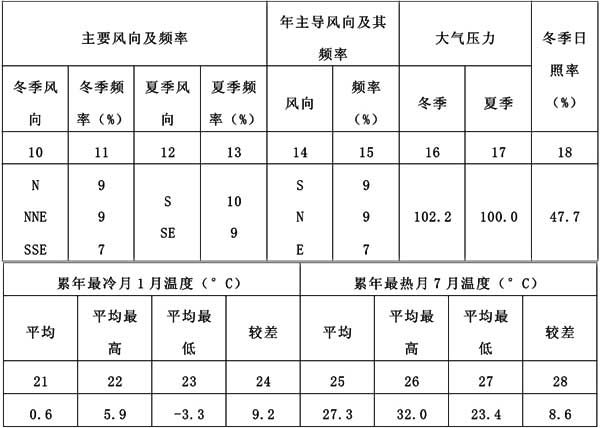 主要风向及频率 年主导风向及其频率 大气压力 冬季日照率(%)
冬季风向 冬季频率(%) 夏季风向 夏季频率(%) 风向 频率(%) 冬季 夏季
10 11 12 13 14 15 16 17 18
N 9 S 10 S 9 102.2 100.0 47.7
NNE 9 SE 9 N 9
SSE 7 E 7
累年最冷月1月温度(°C) 累年最热月7月温度(°C)
平均 平均最高 平均最低 较差 平均 平均最高 平均最低 较差
21 22 23 24 25 26 27 28
0.6 5.9 -3.3 9.2 27.3 32.0 23.4 8.6